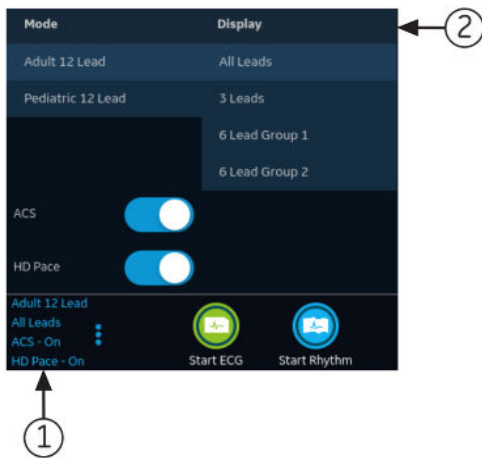 Mode Display
Adult 12 Lead All Leads
Pediatric 12 Lead 3 Leads
6 Lead Group 1
6 Lead Group 2
ACS
HD Pace
Adult 12 Lead
All Leads
ACS - On
HD Pace - On
Start ECG Start Rhythm
2
1